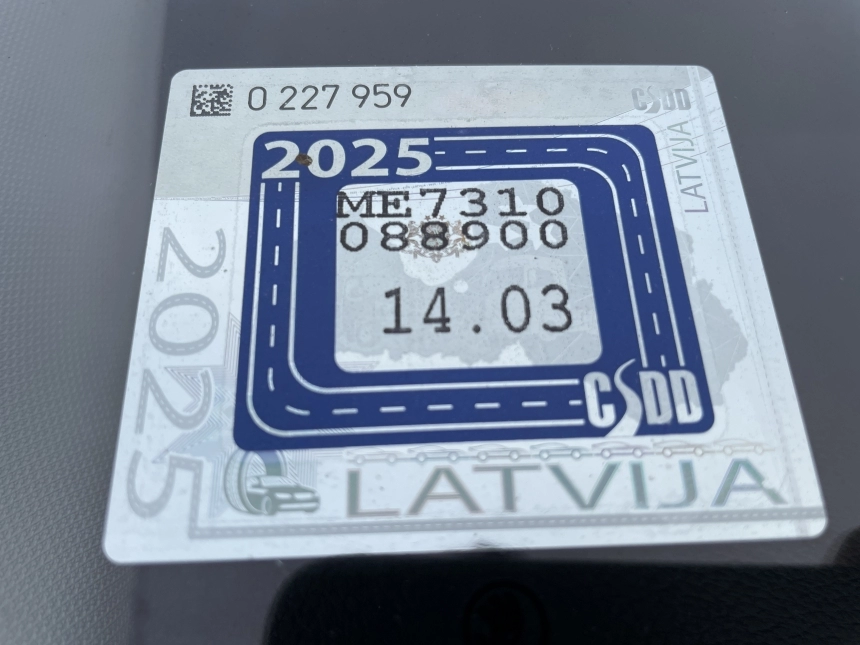 0 227 959
CSDD
LATVIJA
2025
ME7310
088900
14.03
2025
CSDD
LATVIJA